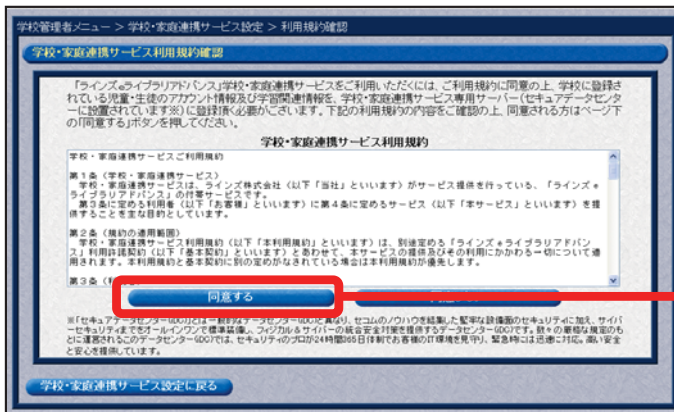 学校管理者メニュー > 学校・家庭連携サービス設定 > 利用規約確認
学校・家庭連携サービス利用規約確認
「ラインズeライブラリアドバンス」学校・家庭連携サービスをご利用いただくには、ご利用規約に同意の上、学校に登録さ
れている児童・生徒のアカウント情報及び学習関連情報を、学校・家庭連携サービス専用サーバー(セキュアデータセンタ
ーに設置されています※)に登録頂く必要がございます。下記の利用規約の内容をご確認の上、同意される方はページ下
の「同意する」ボタンを押してください。
学校・家庭連携サービス利用規約
学校・家庭連携サービスご利用規約
第1条(学校・家庭連携サービス)
学校・家庭連携サービスは、ラインズ株式会社(以下「当社」といいます)がサービス提供を行っている、「ラインズe
ライブラリアドバンス」の付帯サービスです。
第3条に定める利用者(以下「お客様」といいます)に第4条に定めるサービス(以下「本サービス」といいます)を提
供することを主な目的としています。
第2条(規約の適用範囲)
学校・家庭連携サービス利用規約(以下「本利用規約」といいます)は、別途定める「ラインズeライブラリアドバン
ス」利用許諾契約(以下「基本契約」といいます)とあわせて、本サービスの提供及びその利用にかかわる一切について適
用されます。本利用規約と基本契約に別の定めがなされている場合は本利用規約が優先します。
第3条(利
同意する
※「セキュアデータセンター(DC)」とは一般的なデータセンター(DC)と異なり、セコムのノウハウを結集した堅牢な設備面のセキュリティに加え、サイバ
ーセキュリティまでをオールインワンで標準装備し、フィジカル&サイバーの統合安全対策を提供するデータセンター(DC)です。数々の厳格な規定のも
とに運営されるこのデータセンター(DC)では、セキュリティのプロが24時間365日体制でお客様のIT環境を見守り、緊急時には迅速に対応。高い安全
と安心を提供しています。
学校・家庭連携サービス設定に戻る